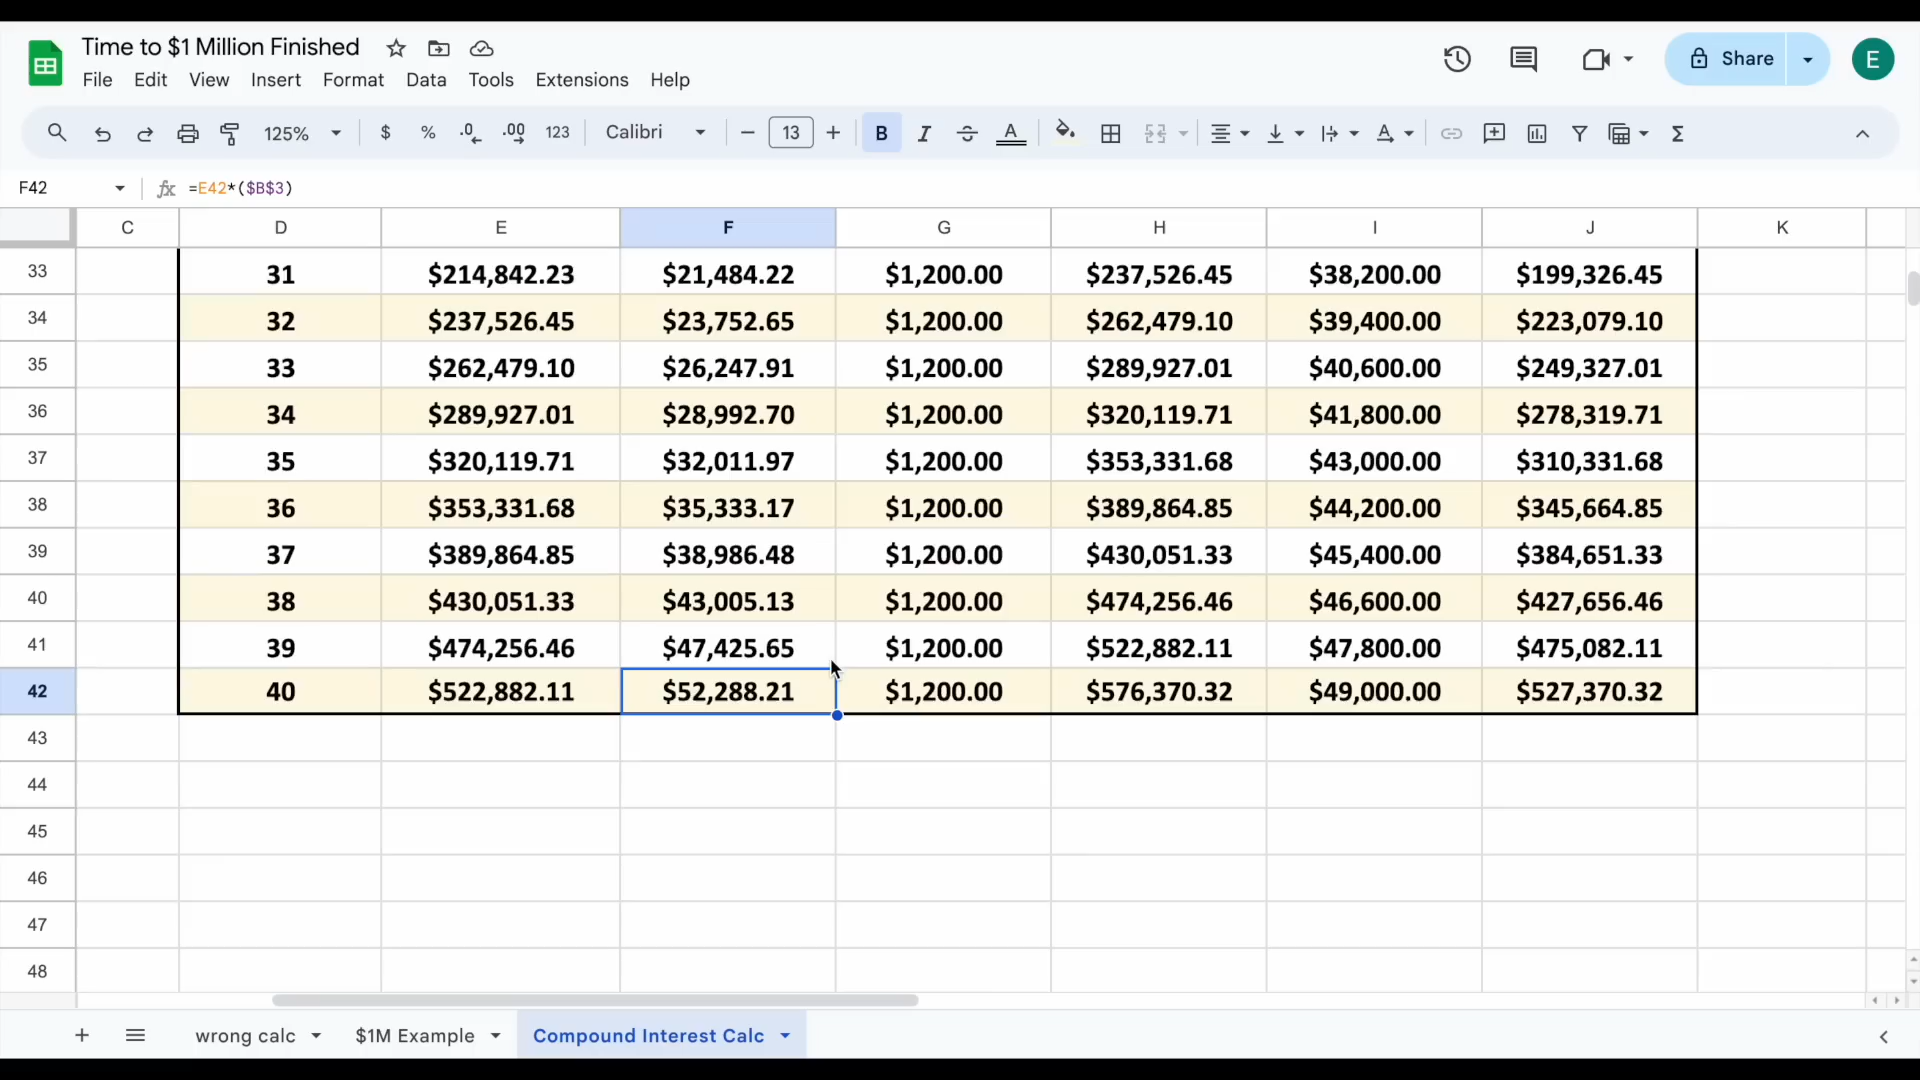 Time to $1 Million Finished
File Edit View Insert Format Data Tools Extensions Help
Share
E
125% $ % .0 .00 123 Calibri 13 B I A Σ
F42 fx =E42*($B$3)
C D E F G H I J K
33 31 $214,842.23 $21,484.22 $1,200.00 $237,526.45 $38,200.00 $199,326.45
34 32 $237,526.45 $23,752.65 $1,200.00 $262,479.10 $39,400.00 $223,079.10
35 33 $262,479.10 $26,247.91 $1,200.00 $289,927.01 $40,600.00 $249,327.01
36 34 $289,927.01 $28,992.70 $1,200.00 $320,119.71 $41,800.00 $278,319.71
37 35 $320,119.71 $32,011.97 $1,200.00 $353,331.68 $43,000.00 $310,331.68
38 36 $353,331.68 $35,333.17 $1,200.00 $389,864.85 $44,200.00 $345,664.85
39 37 $389,864.85 $38,986.48 $1,200.00 $430,051.33 $45,400.00 $384,651.33
40 38 $430,051.33 $43,005.13 $1,200.00 $474,256.46 $46,600.00 $427,656.46
41 39 $474,256.46 $47,425.65 $1,200.00 $522,882.11 $47,800.00 $475,082.11
42 40 $522,882.11 $52,288.21 $1,200.00 $576,370.32 $49,000.00 $527,370.32
43
44
45
46
47
48
wrong calc $1M Example Compound Interest Calc